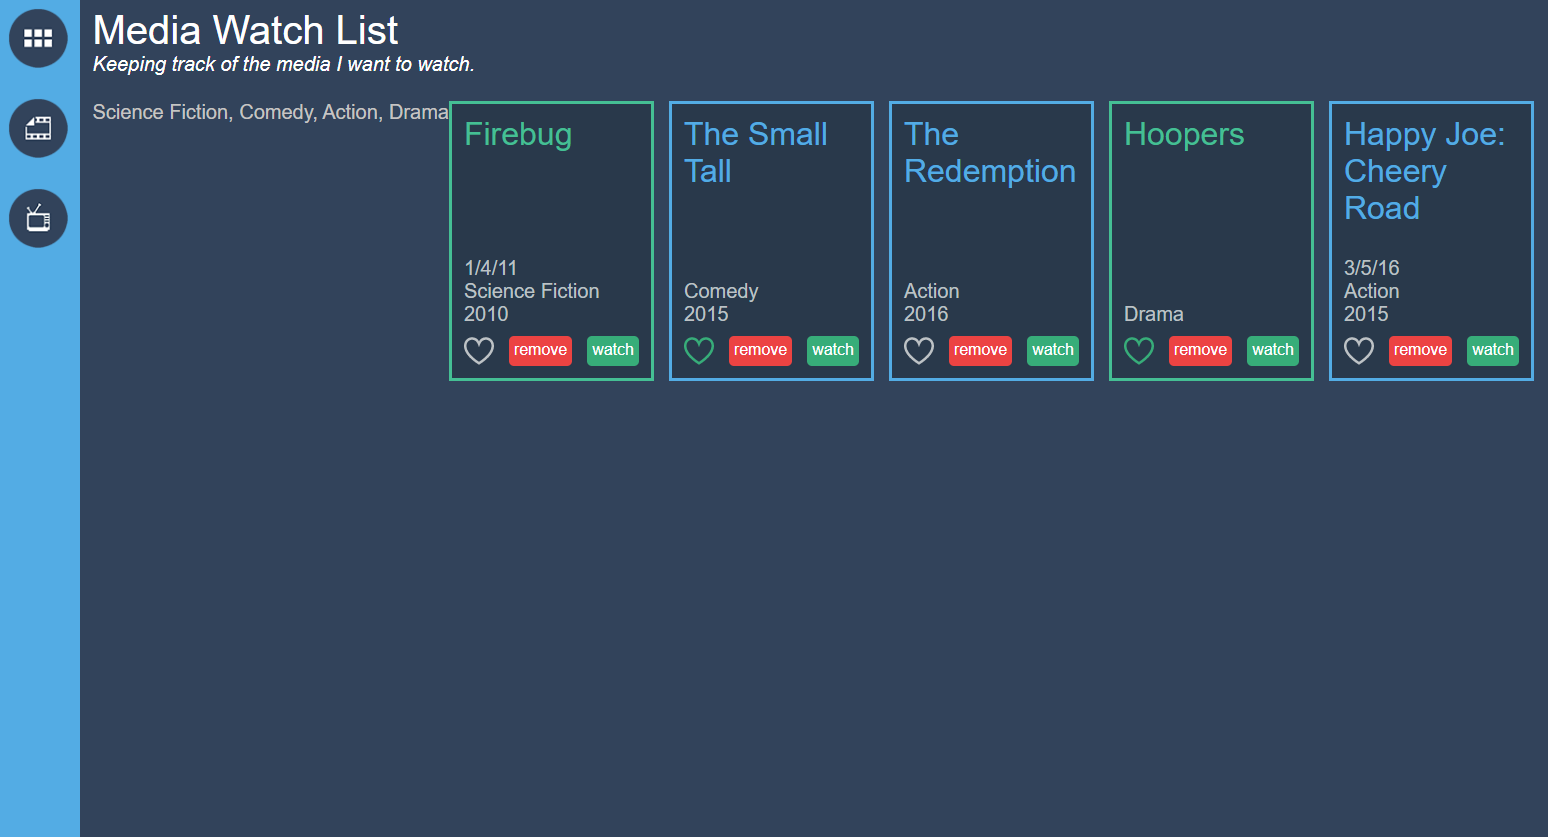 Media Watch List
Keeping track of the media I want to watch.
Science Fiction, Comedy, Action, Drama
Firebug
1/4/11
Science Fiction
2010
remove watch
The Small
Tall
Comedy
2015
remove watch
The
Redemption
Action
2016
remove watch
Hoopers
Drama
remove watch
Happy Joe:
Cheery
Road
3/5/16
Action
2015
remove watch